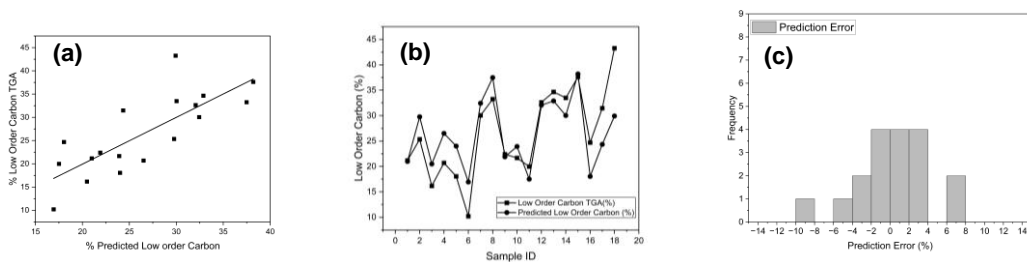 (a)
% Low Order Carbon TGA
45
40
35
30
25
20
15
10
15 20 25 30 35 40
% Predicted Low order Carbon
(b)
Low Order Carbon (%)
45
40
35
30
25
20
15
10
0 2 4 6 8 10 12 14 16 18 20
Sample ID
Low Order Carbon TGA(%)
Predicted Low Order Carbon (%)
(c)
Prediction Error
Frequency
9
8
7
6
5
4
3
2
1
0
-14 -12 -10 -8 -6 -4 -2 0 2 4 6 8 10 12 14
Prediction Error (%)